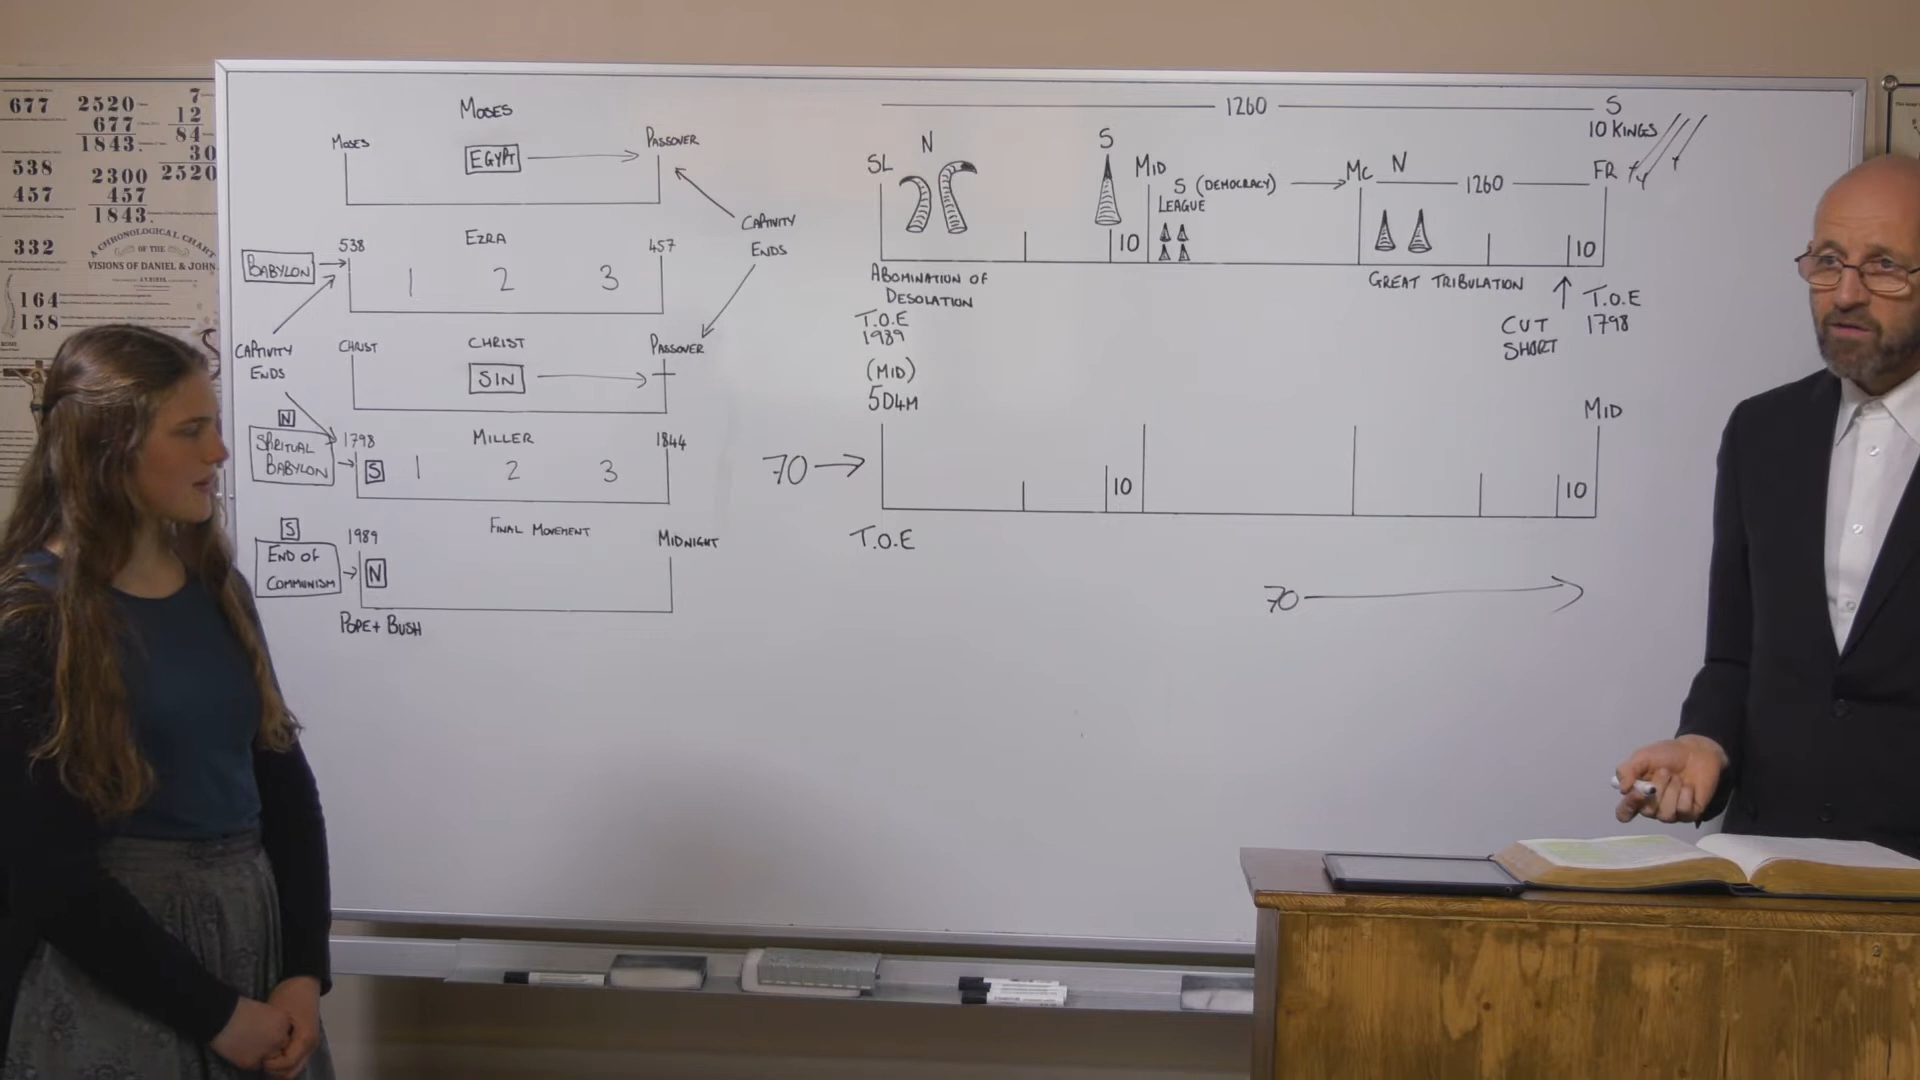 677
538
457
332
164
158
2520
677
1843.
2300
457
1843.
7
12
84
30
2520
A CHRONOLOGICAL CHART
OF THE
VISIONS OF DANIEL & JOHN
MOSES
MOSES
EGYPT
PASSOVER
CAPTIVITY
ENDS
538
EZRA
457
BABYLON
1 2 3
CAPTIVITY
ENDS
CHRIST
CHRIST
PASSOVER
SIN
N
SPIRITUAL
BABYLON
1798
MILLER
1844
S 1 2 3
S
END OF
COMMUNISM
1989
FINAL MOVEMENT
MIDNIGHT
N
POPE + BUSH
1260
S
10 KINGS
SL
N
S
MID
S (DEMOCRACY)
LEAGUE
MC
N
1260
FR
10
10
ABOMINATION OF
DESOLATION
T.O.E
1989
(MID)
5D4M
GREAT TRIBULATION
CUT
SHORT
T.O.E
1798
MID
70
10
10
T.O.E
70